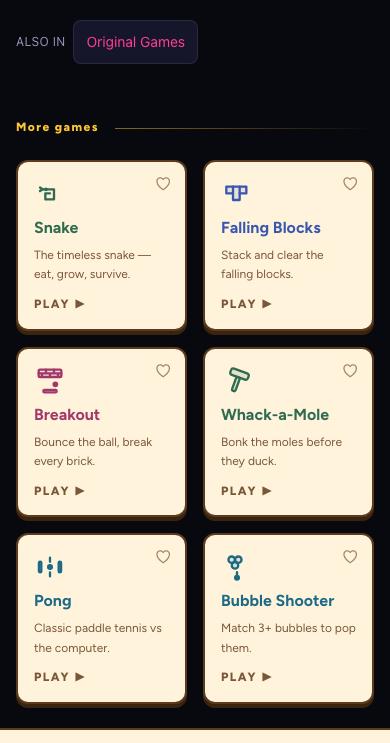 ALSO IN
Original Games
More games
Snake
The timeless snake —
eat, grow, survive.
PLAY ▶
Falling Blocks
Stack and clear the
falling blocks.
PLAY ▶
Breakout
Bounce the ball, break
every brick.
PLAY ▶
Whack-a-Mole
Bonk the moles before
they duck.
PLAY ▶
Pong
Classic paddle tennis vs
the computer.
PLAY ▶
Bubble Shooter
Match 3+ bubbles to pop
them.
PLAY ▶